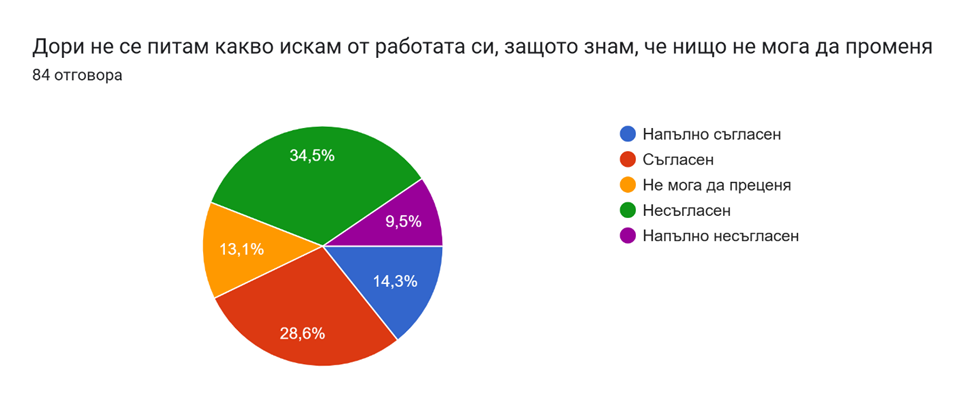 Дори не се питам какво искам от работата си, защото знам, че нищо не мога да променя
84 отговора
34,5%
9,5%
13,1%
14,3%
28,6%
Напълно съгласен
Съгласен
Не мога да преценя
Несъгласен
Напълно несъгласен